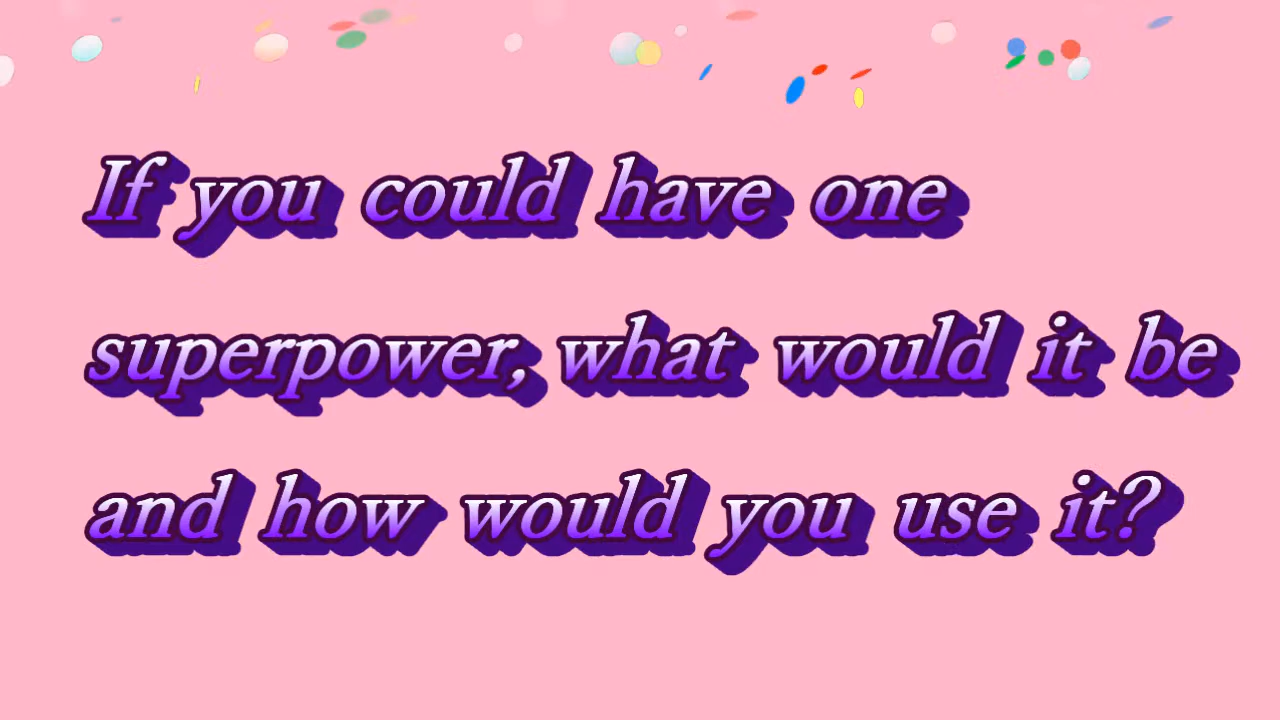 If you could have one
superpower, what would it be
and how would you use it?